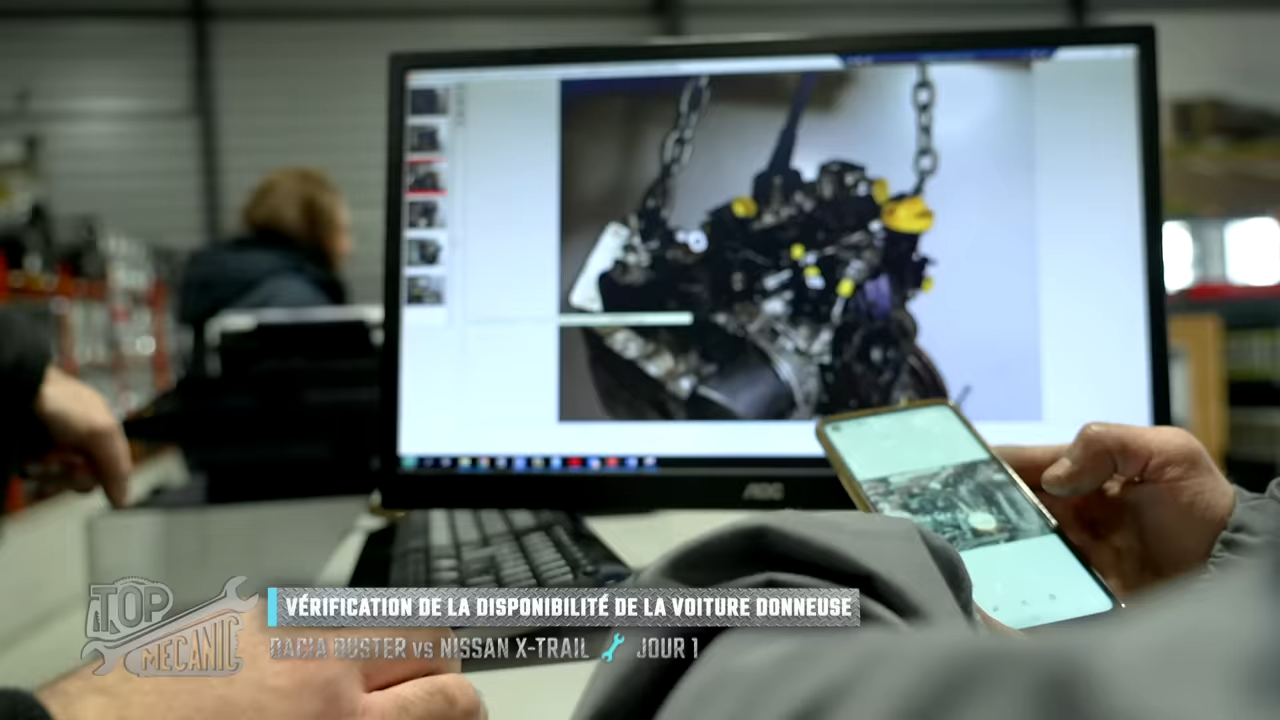 AOC
TOP
MECANIC
VÉRIFICATION DE LA DISPONIBILITÉ DE LA VOITURE DONNEUSE
DACIA DUSTER vs NISSAN X-TRAIL JOUR 1